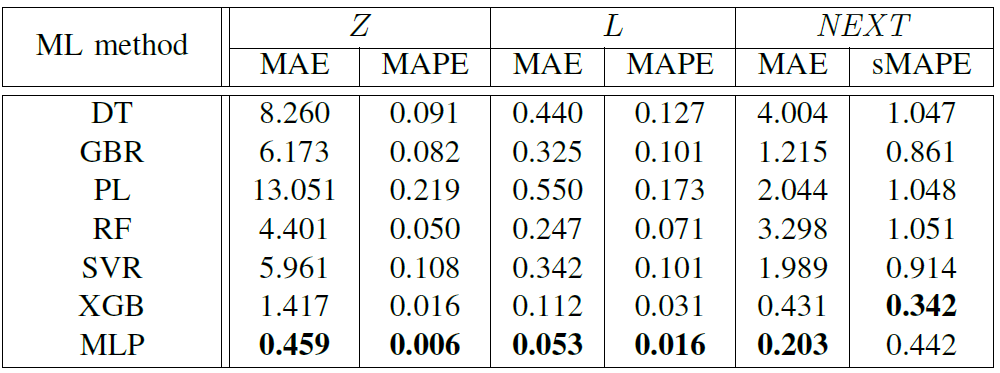 ML method Z L NEXT
MAE MAPE MAE MAPE MAE sMAPE
DT 8.260 0.091 0.440 0.127 4.004 1.047
GBR 6.173 0.082 0.325 0.101 1.215 0.861
PL 13.051 0.219 0.550 0.173 2.044 1.048
RF 4.401 0.050 0.247 0.071 3.298 1.051
SVR 5.961 0.108 0.342 0.101 1.989 0.914
XGB 1.417 0.016 0.112 0.031 0.431 0.342
MLP 0.459 0.006 0.053 0.016 0.203 0.442